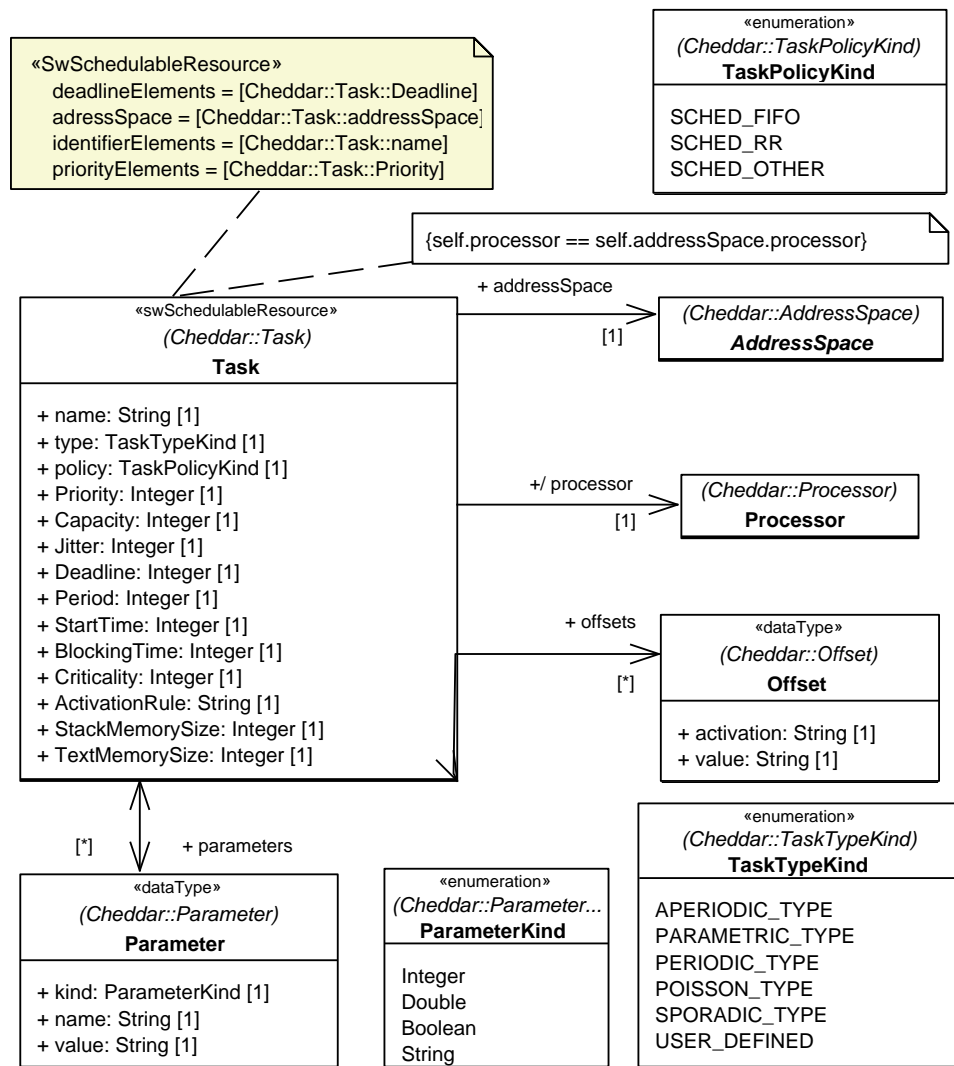 «SwSchedulableResource»
deadlineElements = [Cheddar::Task::Deadline]
adressSpace = [Cheddar::Task::addressSpace]
identifierElements = [Cheddar::Task::name]
priorityElements = [Cheddar::Task::Priority]
«enumeration»
(Cheddar::TaskPolicyKind)
TaskPolicyKind
SCHED_FIFO
SCHED_RR
SCHED_OTHER
{self.processor == self.addressSpace.processor}
«swSchedulableResource»
(Cheddar::Task)
Task
+ name: String [1]
+ type: TaskTypeKind [1]
+ policy: TaskPolicyKind [1]
+ Priority: Integer [1]
+ Capacity: Integer [1]
+ Jitter: Integer [1]
+ Deadline: Integer [1]
+ Period: Integer [1]
+ StartTime: Integer [1]
+ BlockingTime: Integer [1]
+ Criticality: Integer [1]
+ ActivationRule: String [1]
+ StackMemorySize: Integer [1]
+ TextMemorySize: Integer [1]
+ addressSpace
[1]
(Cheddar::AddressSpace)
AddressSpace
+/ processor
[1]
(Cheddar::Processor)
Processor
+ offsets
[*]
«dataType»
(Cheddar::Offset)
Offset
+ activation: String [1]
+ value: String [1]
[*]
+ parameters
«dataType»
(Cheddar::Parameter)
Parameter
+ kind: ParameterKind [1]
+ name: String [1]
+ value: String [1]
«enumeration»
(Cheddar::Parameter...
ParameterKind
Integer
Double
Boolean
String
«enumeration»
(Cheddar::TaskTypeKind)
TaskTypeKind
APERIODIC_TYPE
PARAMETRIC_TYPE
PERIODIC_TYPE
POISSON_TYPE
SPORADIC_TYPE
USER_DEFINED